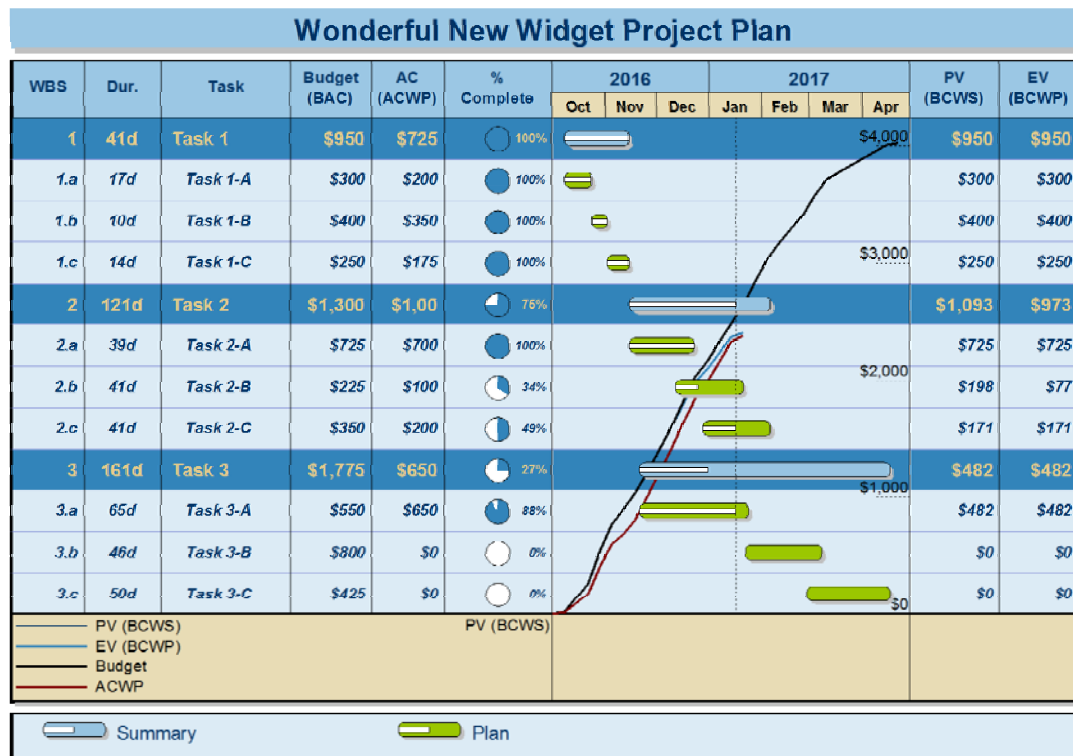 Wonderful New Widget Project Plan
WBS Dur. Task Budget (BAC) AC (ACWP) % Complete 2016 2017 PV (BCWS) EV (BCWP)
Oct Nov Dec Jan Feb Mar Apr
1 41d Task 1 $950 $725 100% $4,000 $950 $950
1.a 17d Task 1-A $300 $200 100% $300 $300
1.b 10d Task 1-B $400 $350 100% $400 $400
1.c 14d Task 1-C $250 $175 100% $3,000 $250 $250
2 121d Task 2 $1,300 $1,00 75% $1,093 $973
2.a 39d Task 2-A $725 $700 100% $725 $725
2.b 41d Task 2-B $225 $100 34% $2,000 $198 $77
2.c 41d Task 2-C $350 $200 49% $171 $171
3 161d Task 3 $1,775 $650 27% $1,000 $482 $482
3.a 65d Task 3-A $550 $650 88% $482 $482
3.b 46d Task 3-B $800 $0 0% $0 $0
3.c 50d Task 3-C $425 $0 0% $0 $0 $0
PV (BCWS) PV (BCWS)
EV (BCWP)
Budget
ACWP
Summary Plan